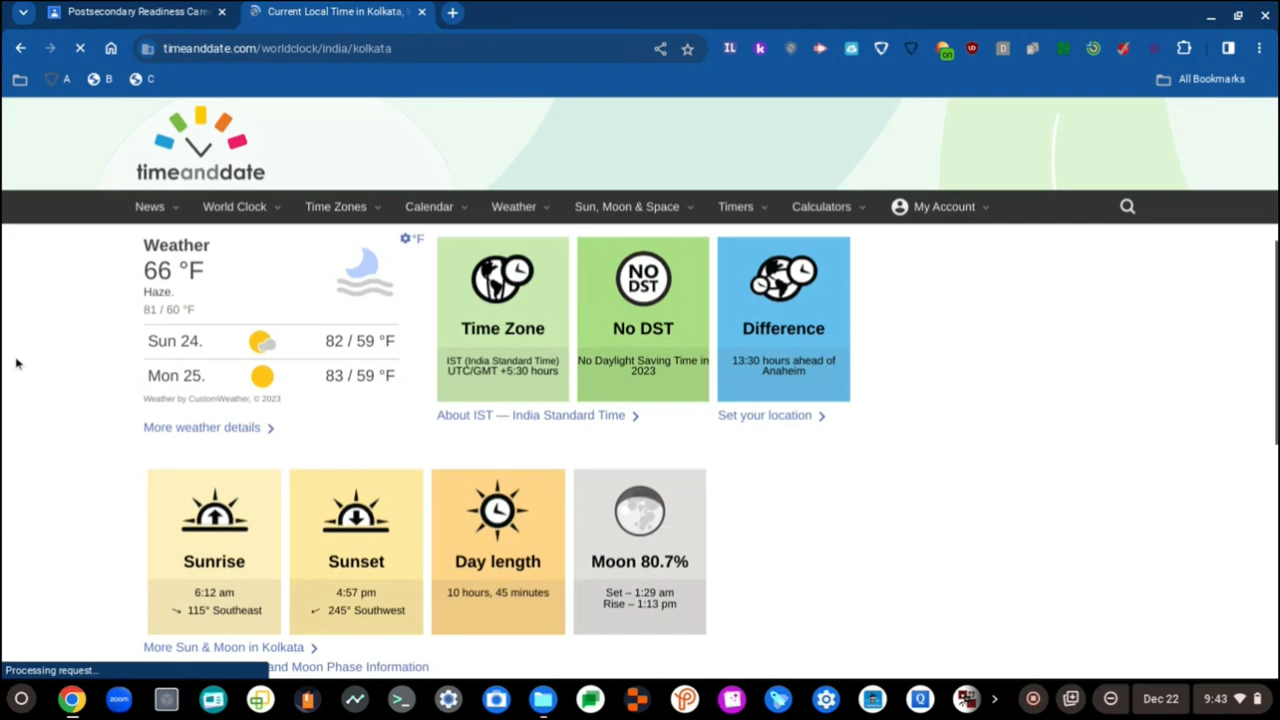 Postsecondary Readiness Care
Current Local Time in Kolkata,
timeanddate.com/worldclock/india/kolkata
IL
k
UD
D
on
A
B
C
All Bookmarks
timeanddate
News
World Clock
Time Zones
Calendar
Weather
Sun, Moon & Space
Timers
Calculators
My Account
Weather
°F
66 °F
Haze.
81 / 60 °F
Sun 24.
82 / 59 °F
Mon 25.
83 / 59 °F
Weather by CustomWeather, © 2023
More weather details
Time Zone
IST (India Standard Time)
UTC/GMT +5:30 hours
NO
DST
No DST
No Daylight Saving Time in
2023
Difference
13:30 hours ahead of
Anaheim
About IST — India Standard Time
Set your location
Sunrise
6:12 am
115° Southeast
Sunset
4:57 pm
245° Southwest
Day length
10 hours, 45 minutes
Moon 80.7%
Set – 1:29 am
Rise – 1:13 pm
More Sun & Moon in Kolkata
and Moon Phase Information
Processing request...
zoom
Q
Dec 22
9:43